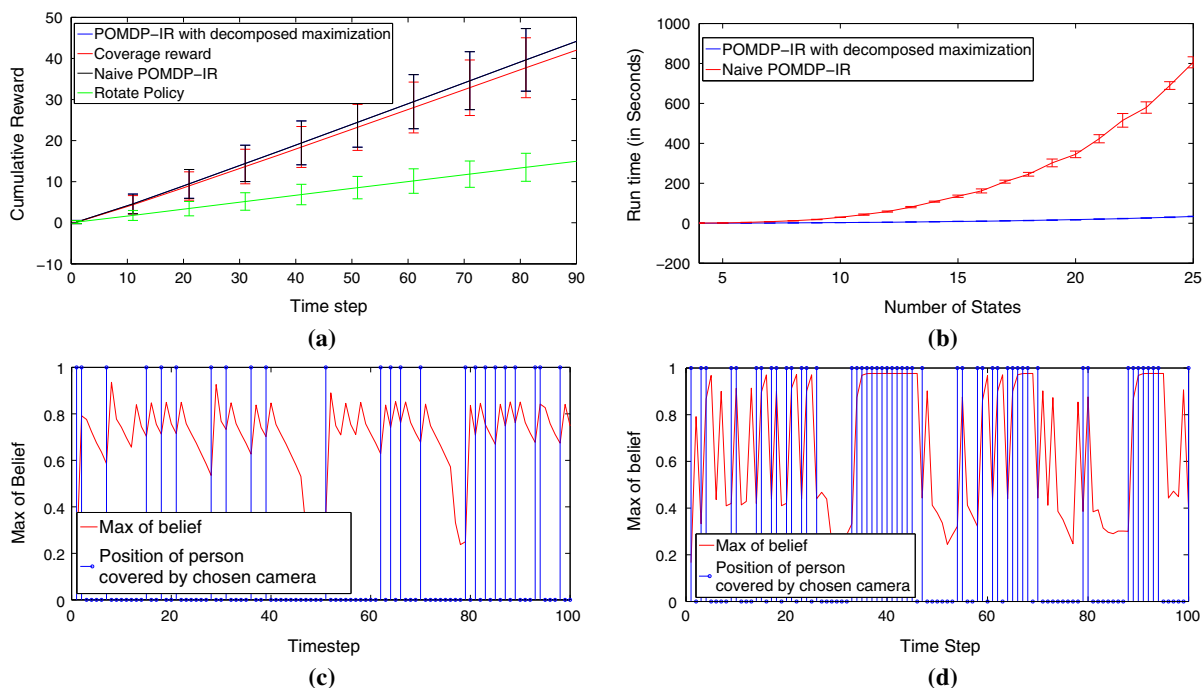 50
40
30
20
10
0
−10
Cumulative Reward
POMDP−IR with decomposed maximization
Coverage reward
Naive POMDP−IR
Rotate Policy
0 10 20 30 40 50 60 70 80 90
Time step
(a)
1000
800
600
400
200
0
−200
Run time (in Seconds)
POMDP−IR with decomposed maximization
Naive POMDP−IR
5 10 15 20 25
Number of States
(b)
1
0.8
0.6
0.4
0.2
0
Max of Belief
Max of belief
Position of person
covered by chosen camera
0 20 40 60 80 100
Timestep
(c)
1
0.8
0.6
0.4
0.2
0
Max of belief
Max of belief
Position of person
covered by chosen camera
0 20 40 60 80 100
Time Step
(d)